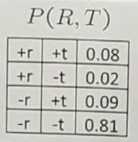 P(R, T)
+r +t 0.08
+r -t 0.02
-r +t 0.09
-r -t 0.81